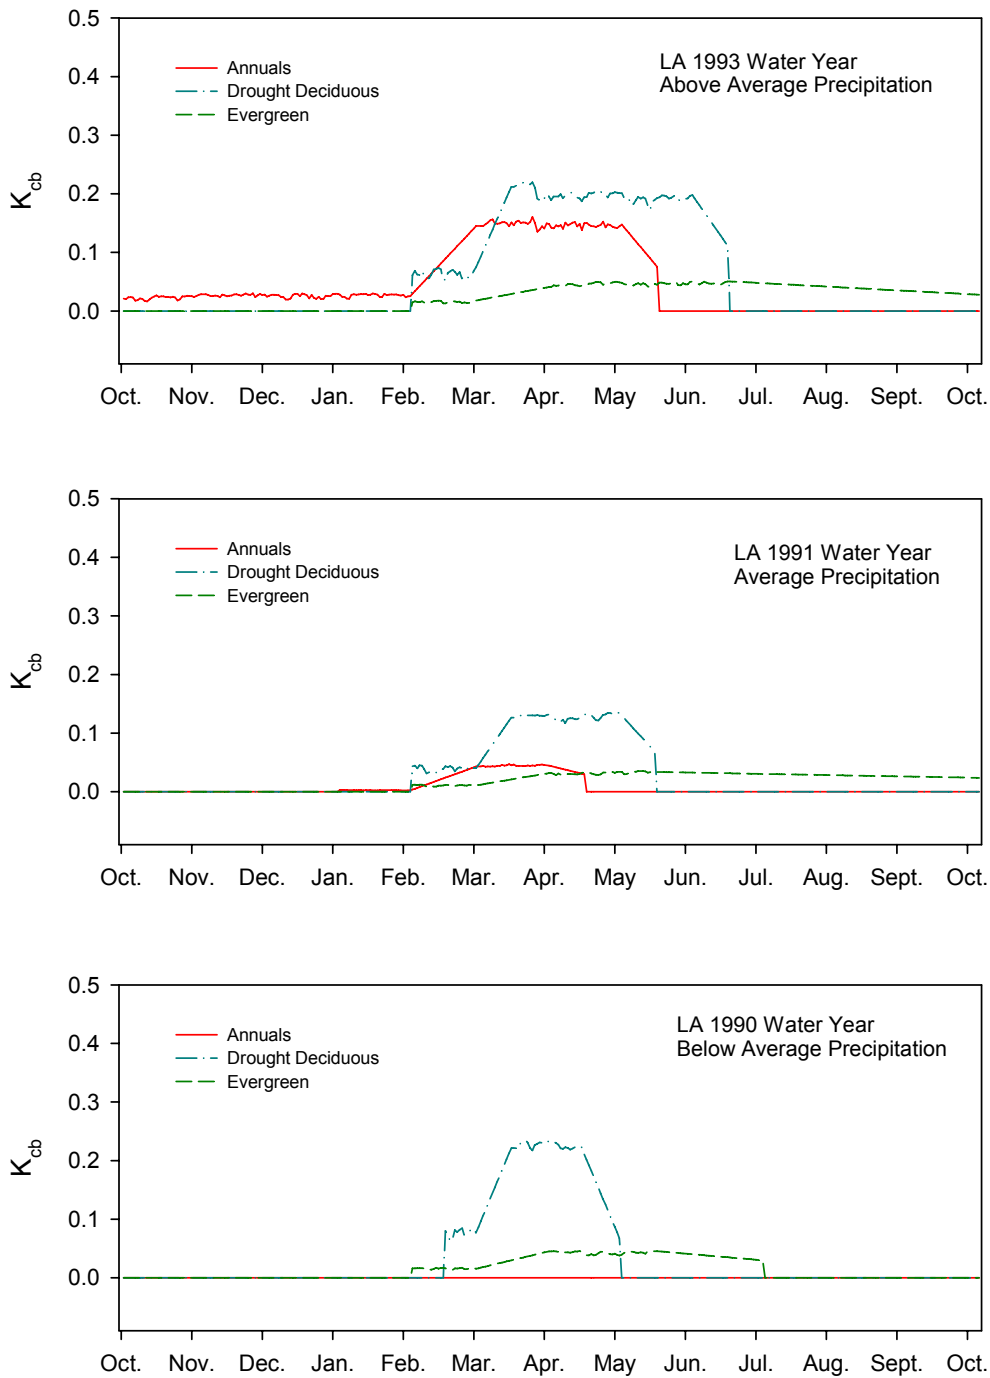 0.5
0.4
0.3
0.2
0.1
0.0
Kcb
Annuals
Drought Deciduous
Evergreen
LA 1993 Water Year
Above Average Precipitation
Oct. Nov. Dec. Jan. Feb. Mar. Apr. May Jun. Jul. Aug. Sept. Oct.
0.5
0.4
0.3
0.2
0.1
0.0
Kcb
Annuals
Drought Deciduous
Evergreen
LA 1991 Water Year
Average Precipitation
Oct. Nov. Dec. Jan. Feb. Mar. Apr. May Jun. Jul. Aug. Sept. Oct.
0.5
0.4
0.3
0.2
0.1
0.0
Kcb
Annuals
Drought Deciduous
Evergreen
LA 1990 Water Year
Below Average Precipitation
Oct. Nov. Dec. Jan. Feb. Mar. Apr. May Jun. Jul. Aug. Sept. Oct.